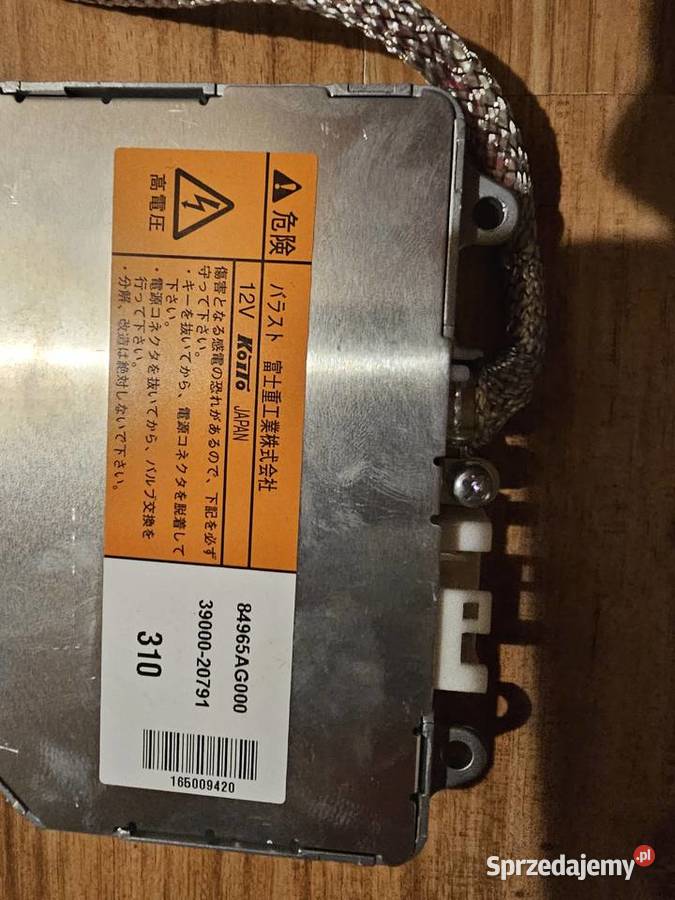 危険
高電圧
バラスト 富士重工業株式会社
12V KOITO JAPAN
傷害となる感電の恐れがあるので、下記を必ず
守って下さい。
・キーを抜いてから、電源コネクタを脱着して
下さい。
・電源コネクタを抜いてから、バルブ交換を
行って下さい。
・分解、改造は絶対しないで下さい。
84965AG000
39000-20791
310
165009420
Sprzedajemy.pl